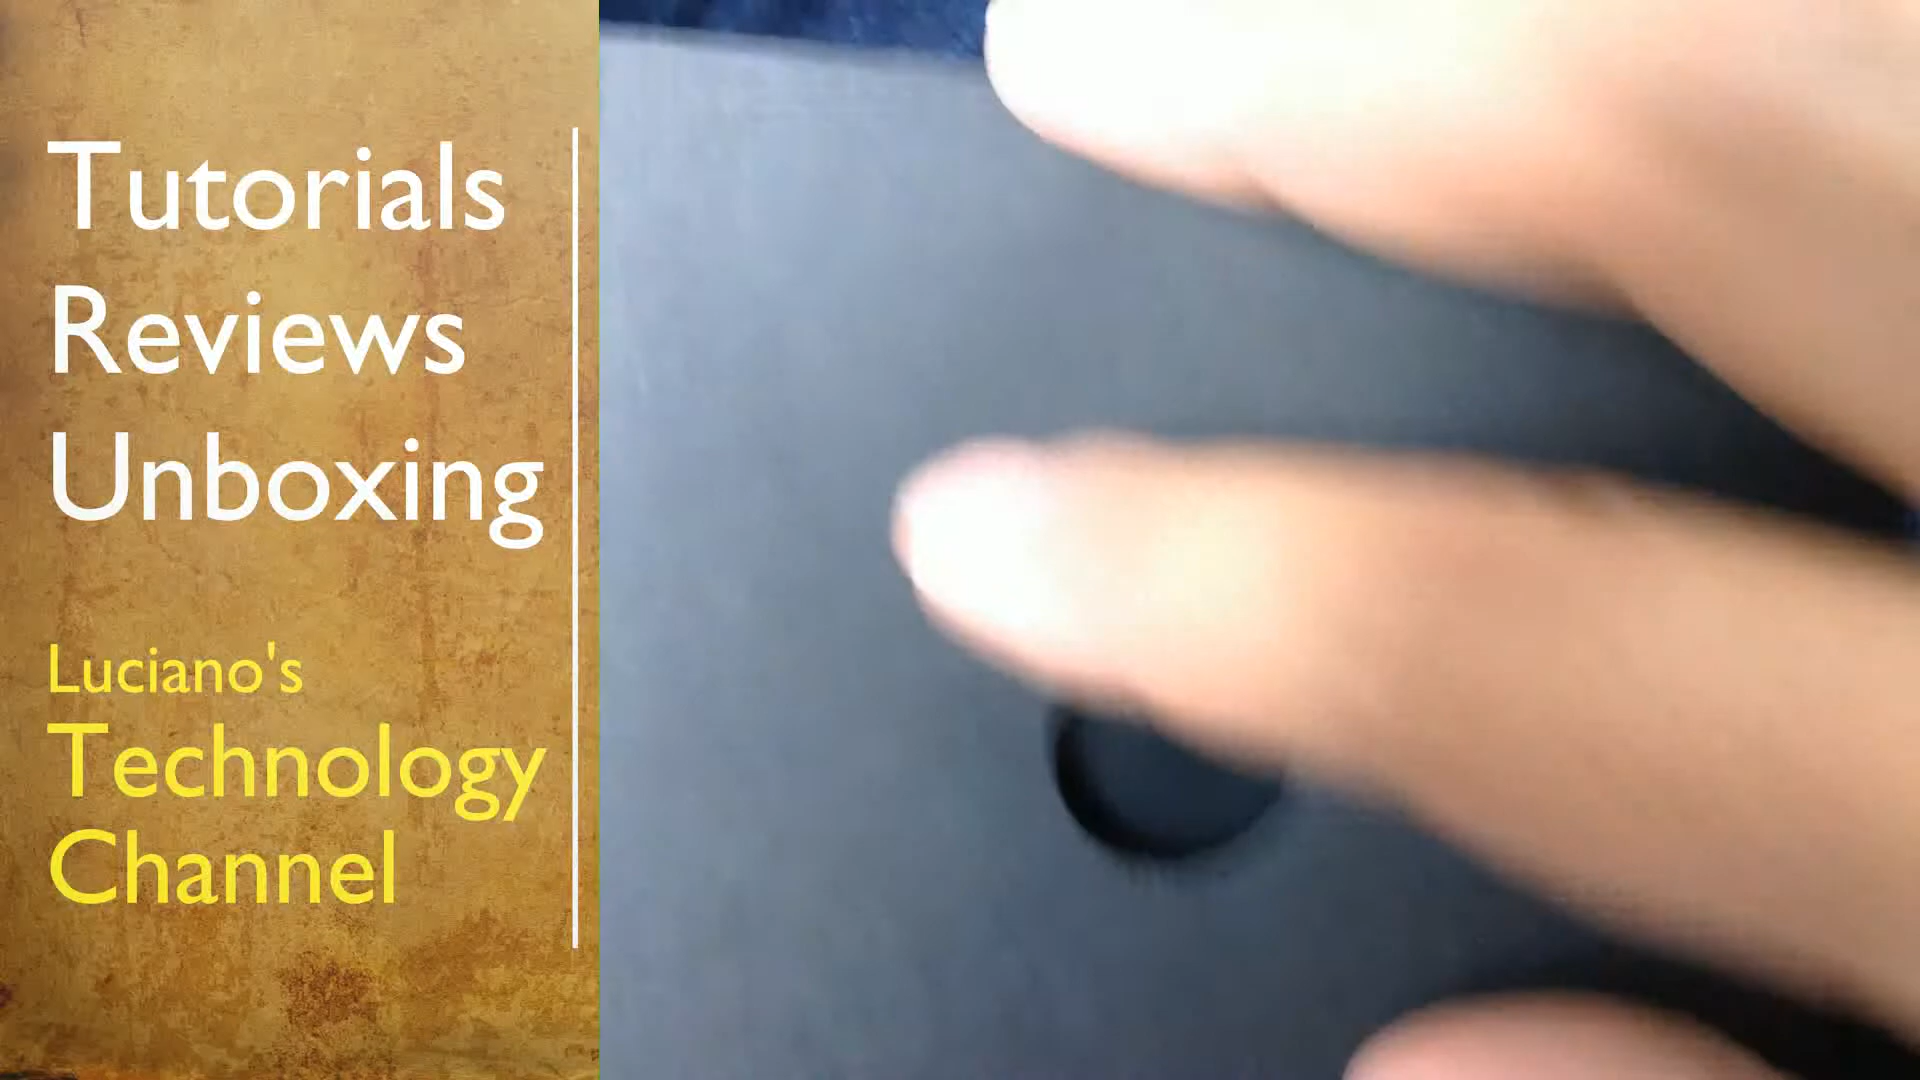 Tutorials
Reviews
Unboxing
Luciano's
Technology
Channel